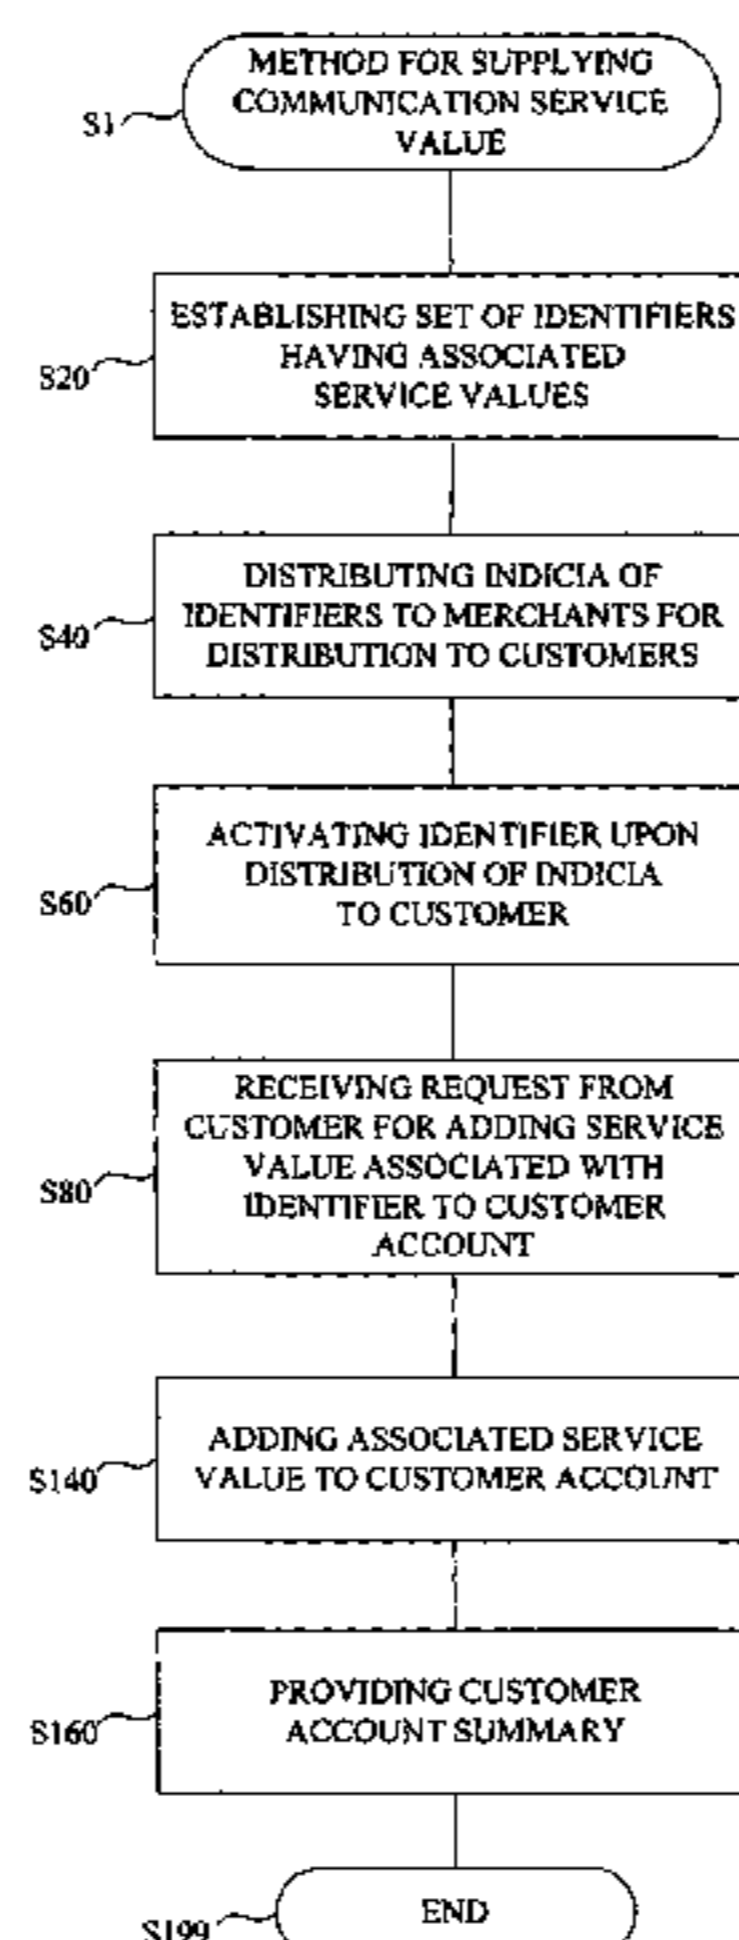 METHOD FOR SUPPLYING
COMMUNICATION SERVICE
VALUE
S1
ESTABLISHING SET OF IDENTIFIERS
HAVING ASSOCIATED
SERVICE VALUES
S20
DISTRIBUTING INDICIA OF
IDENTIFIERS TO MERCHANTS FOR
DISTRIBUTION TO CUSTOMERS
S40
ACTIVATING IDENTIFIER UPON
DISTRIBUTION OF INDICIA
TO CUSTOMER
S60
RECEIVING REQUEST FROM
CUSTOMER FOR ADDING SERVICE
VALUE ASSOCIATED WITH
IDENTIFIER TO CUSTOMER
ACCOUNT
S80
ADDING ASSOCIATED SERVICE
VALUE TO CUSTOMER ACCOUNT
S140
PROVIDING CUSTOMER
ACCOUNT SUMMARY
S160
END
S199